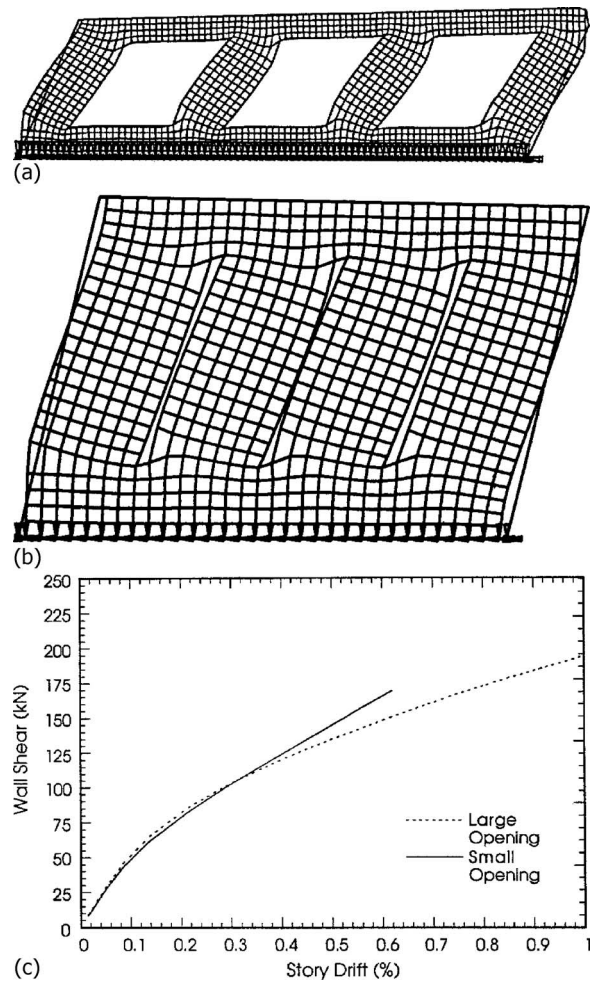 (a)
(b)
250
225
200
175
150
125
100
75
50
25
0
Wall Shear (kN)
0 0.1 0.2 0.3 0.4 0.5 0.6 0.7 0.8 0.9 1
Story Drift (%)
Large
Opening
Small
Opening
(c)